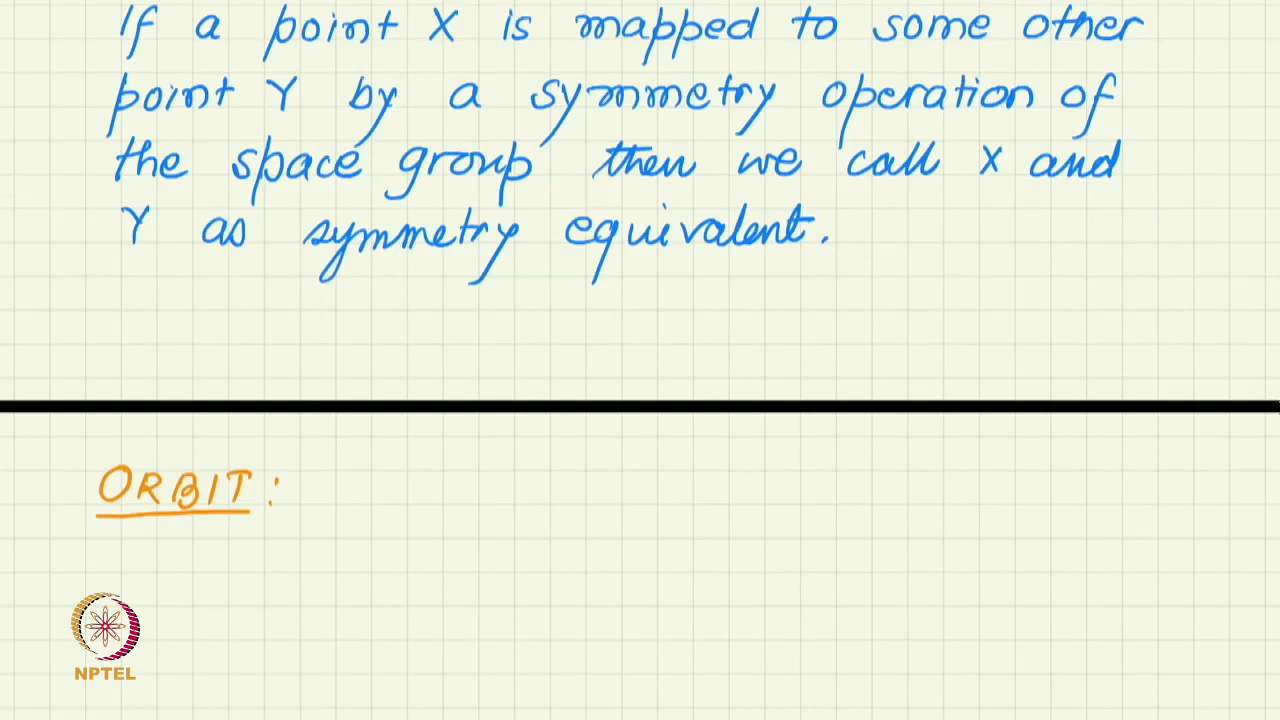 If a point X is mapped to some other
point Y by a symmetry operation of
the space group then we call X and
Y as symmetry equivalent.
ORBIT:
NPTEL